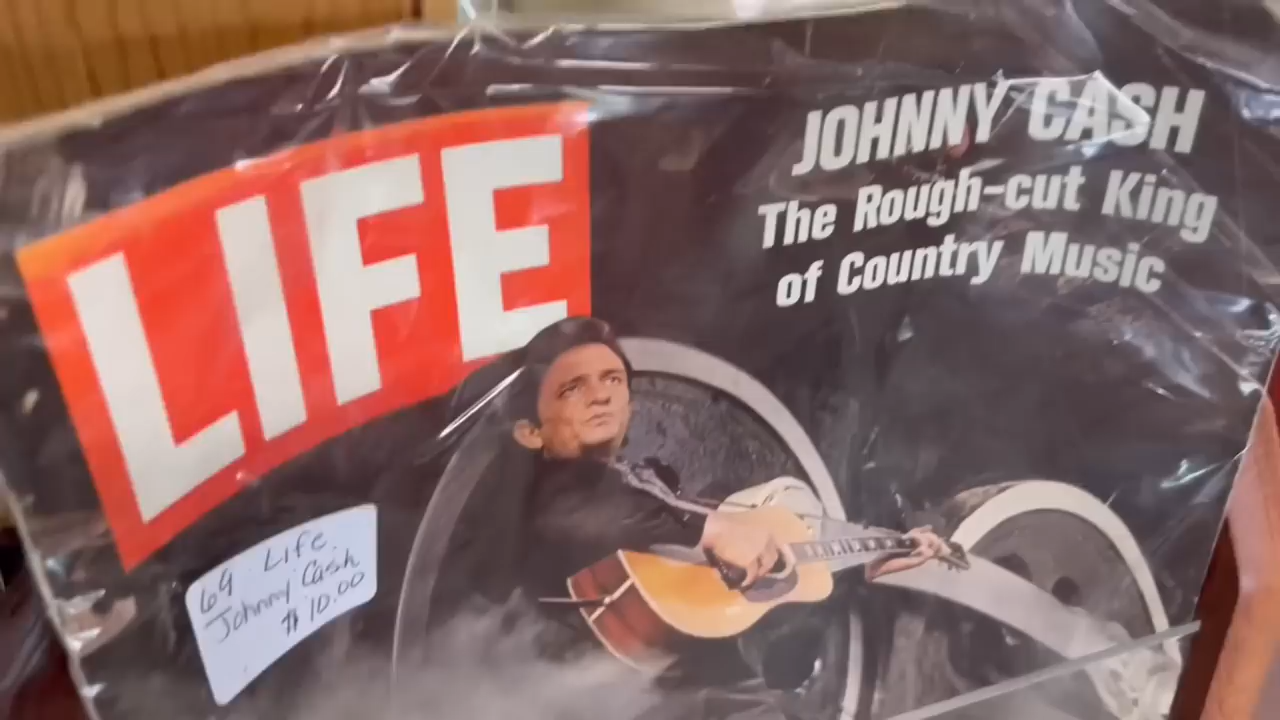 LIFE
JOHNNY CASH
The Rough-cut King
of Country Music
69 Life
Johnny Cash
$10.00